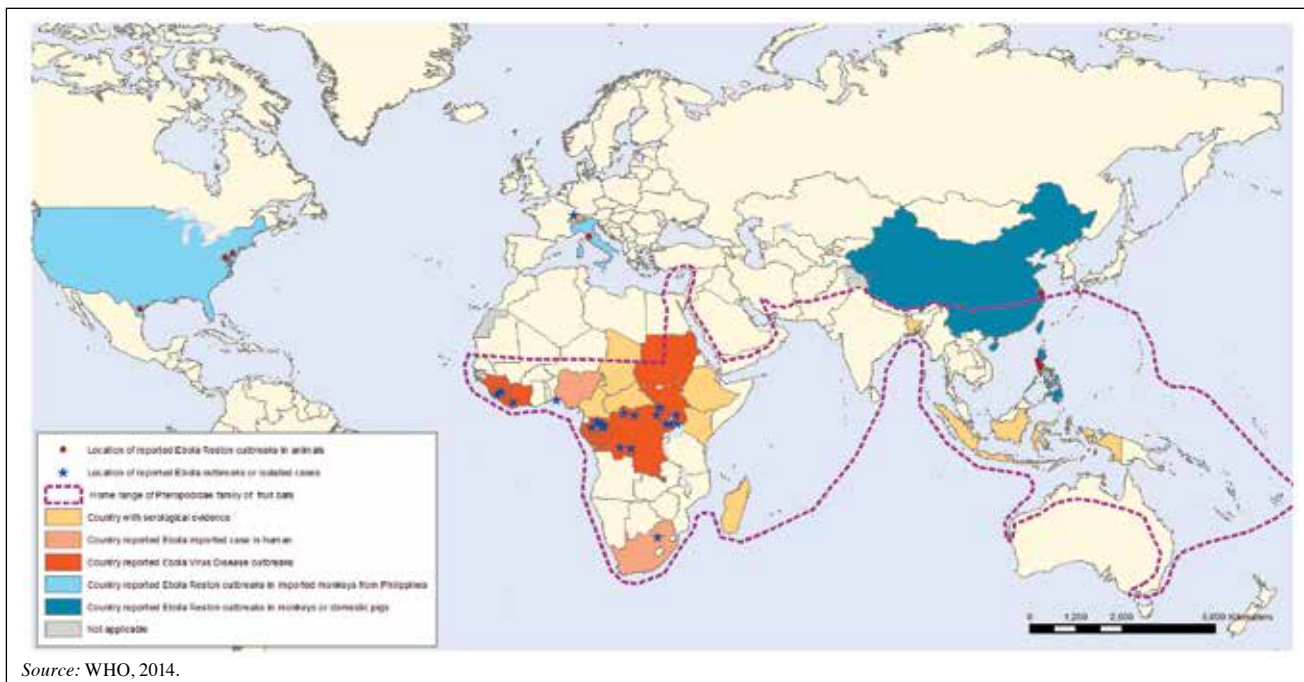 Location of reported Ebola Reston outbreaks in animals
Location of reported Ebola outbreaks or isolated cases
Home range of Pteropodidae family of fruit bats
Country with serological evidence
Country reported Ebola imported case in human
Country reported Ebola Virus Disease outbreaks
Country reported Ebola Reston outbreaks in imported monkeys from Philippines
Country reported Ebola Reston outbreaks in monkeys or domestic pigs
Not applicable
0 1,250 2,500 5,000 Kilometers
Source: WHO, 2014.